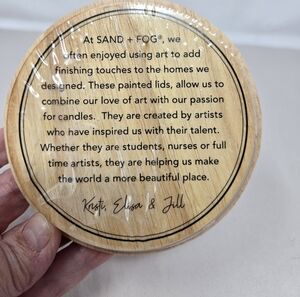 At SAND + FOG®, we
often enjoyed using art to add
finishing touches to the homes we
designed. These painted lids, allow us to
combine our love of art with our passion
for candles. They are created by artists
who have inspired us with their talent.
Whether they are students, nurses or full
time artists, they are helping us make
the world a more beautiful place.
Kristi, Elisa & Jill